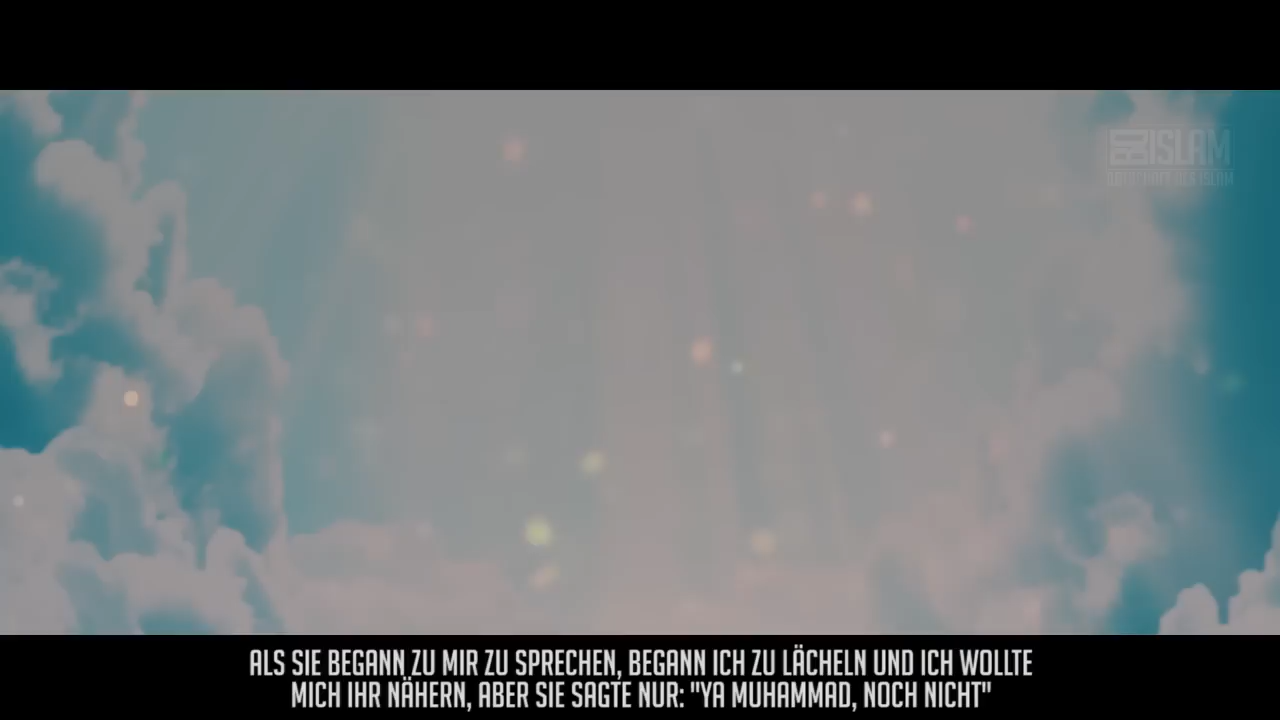 ISLAM
ALS SIE BEGANN ZU MIR ZU SPRECHEN, BEGANN ICH ZU LÄCHELN UND ICH WOLLTE
MICH IHR NÄHERN, ABER SIE SAGTE NUR: "YA MUHAMMAD, NOCH NICHT"